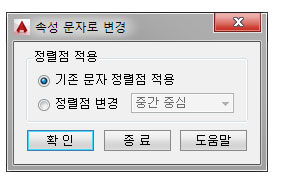 속성 문자로 변경
정렬점 적용
기존 문자 정렬점 적용
정렬점 변경 중간 중심
확 인 종 료 도움말